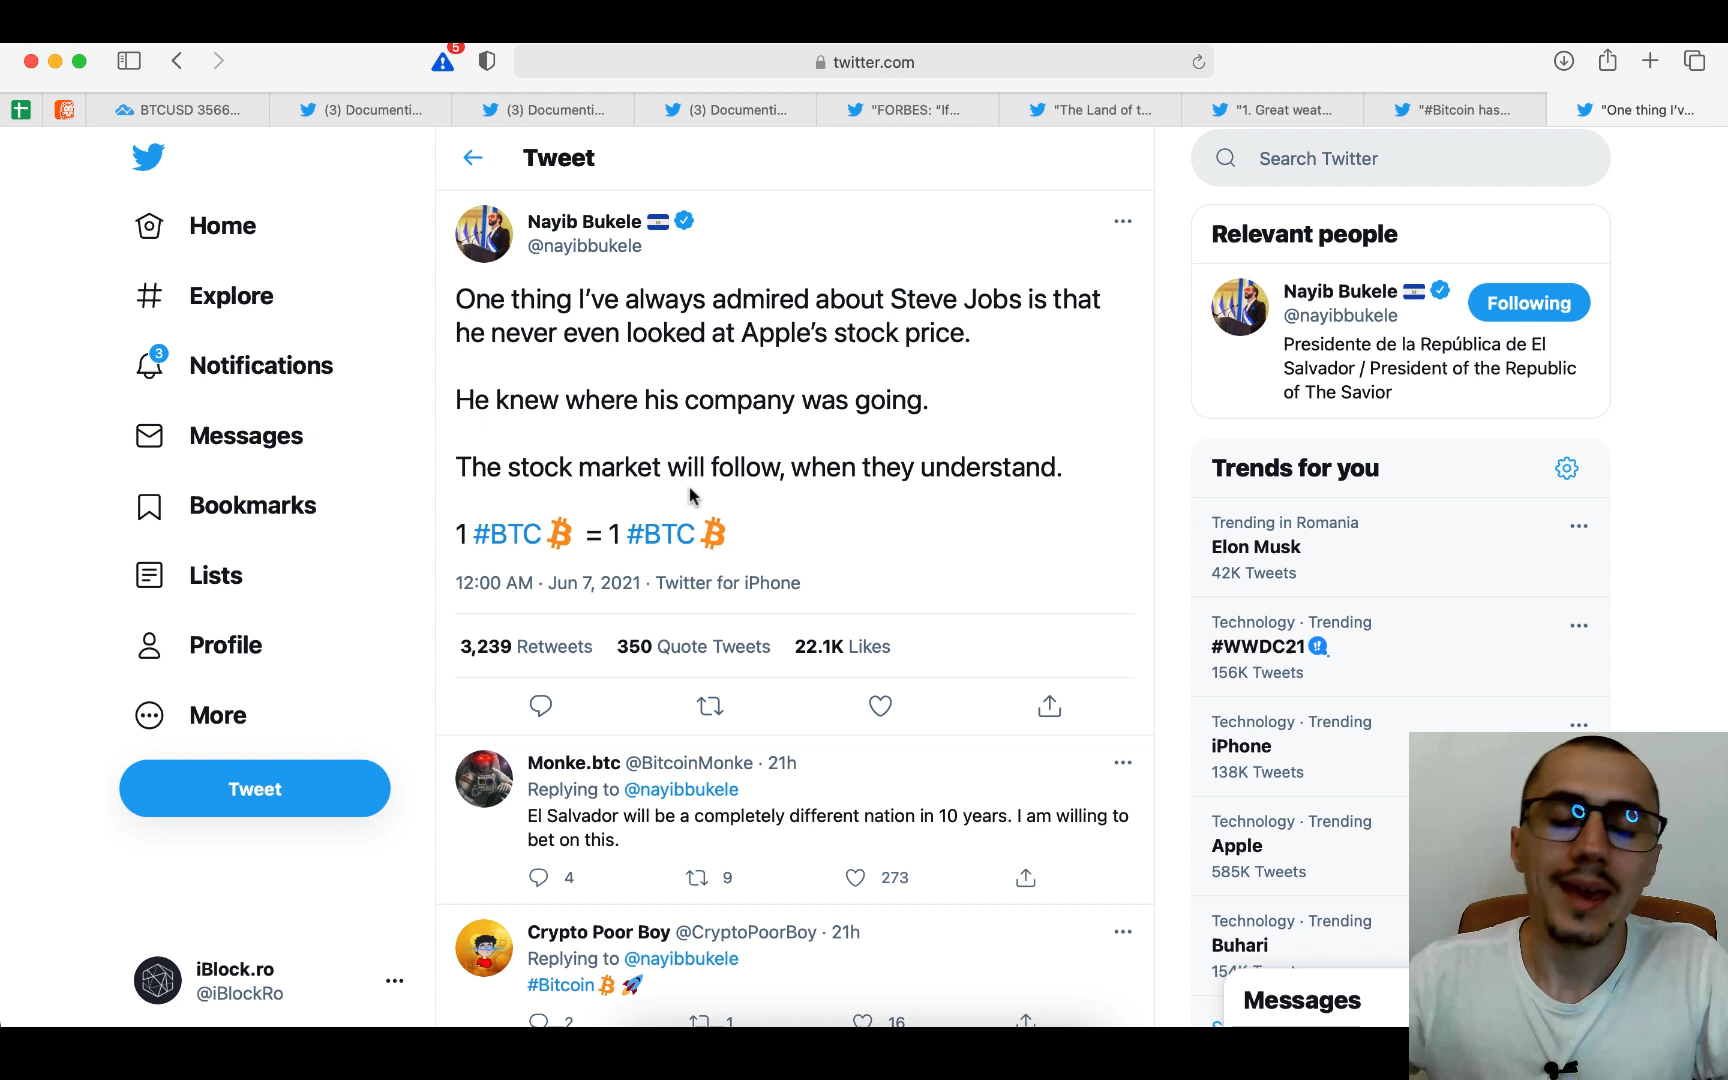 5
twitter.com
BTCUSD 3566...
(3) Documenti...
(3) Documenti...
(3) Documenti...
"FORBES: "If...
"The Land of t...
"1. Great weat...
"#Bitcoin has...
"One thing I'v...
Home
Explore
3
Notifications
Messages
Bookmarks
Lists
Profile
More
Tweet
iBlock.ro
@iBlockRo
Tweet
Nayib Bukele
@nayibbukele
One thing I've always admired about Steve Jobs is that
he never even looked at Apple's stock price.
He knew where his company was going.
The stock market will follow, when they understand.
1 #BTC = 1 #BTC
12:00 AM · Jun 7, 2021 · Twitter for iPhone
3,239 Retweets 350 Quote Tweets 22.1K Likes
Monke.btc @BitcoinMonke · 21h
Replying to @nayibbukele
El Salvador will be a completely different nation in 10 years. I am willing to
bet on this.
4 9 273
Crypto Poor Boy @CryptoPoorBoy · 21h
Replying to @nayibbukele
#Bitcoin
2 1 16
Search Twitter
Relevant people
Nayib Bukele
@nayibbukele
Following
Presidente de la República de El
Salvador / President of the Republic
of The Savior
Trends for you
Trending in Romania
Elon Musk
42K Tweets
Technology · Trending
#WWDC21
156K Tweets
Technology · Trending
iPhone
138K Tweets
Technology · Trending
Apple
585K Tweets
Technology · Trending
Buhari
Messages